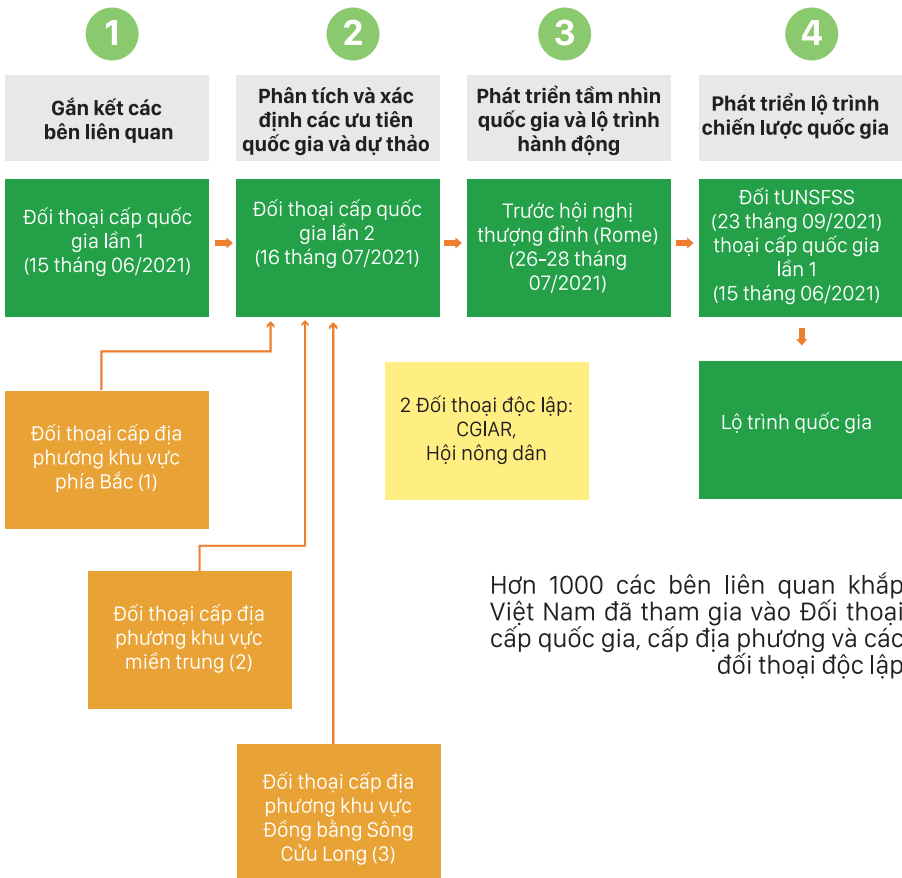 1
2
3
4
Gắn kết các
bên liên quan
Phân tích và xác
định các ưu tiên
quốc gia và dự thảo
Phát triển tầm nhìn
quốc gia và lộ trình
hành động
Phát triển lộ trình
chiến lược quốc gia
Đối thoại cấp quốc
gia lần 1
(15 tháng 06/2021)
Đối thoại cấp quốc
gia lần 2
(16 tháng 07/2021)
Trước hội nghị
thượng đỉnh (Rome)
(26-28 tháng
07/2021)
Đối tUNSFSS
(23 tháng 09/2021)
thoại cấp quốc gia
lần 1
(15 tháng 06/2021)
Đối thoại cấp địa
phương khu vực
phía Bắc (1)
2 Đối thoại độc lập:
CGIAR,
Hội nông dân
Lộ trình quốc gia
Đối thoại cấp địa
phương khu vực
miền trung (2)
Hơn 1000 các bên liên quan khắp
Việt Nam đã tham gia vào Đối thoại
cấp quốc gia, cấp địa phương và các
đối thoại độc lập
Đối thoại cấp địa
phương khu vực
Đồng bằng Sông
Cửu Long (3)